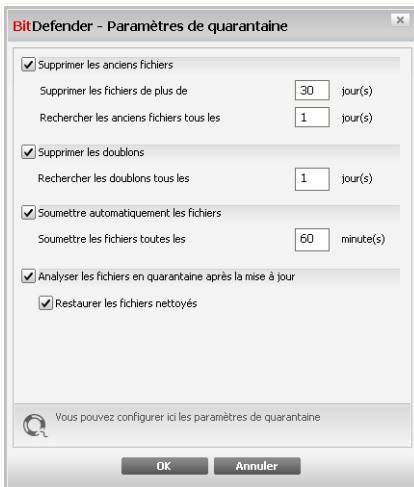 BitDefender - Paramètres de quarantaine
Supprimer les anciens fichiers
Supprimer les fichiers de plus de 30 jour(s)
Rechercher les anciens fichiers tous les 1 jour(s)
Supprimer les doublons
Rechercher les doublons tous les 1 jour(s)
Soumettre automatiquement les fichiers
Soumettre les fichiers toutes les 60 minute(s)
Analyser les fichiers en quarantaine après la mise à jour
Restaurer les fichiers nettoyés
Vous pouvez configurer ici les paramètres de quarantaine
OK Annuler